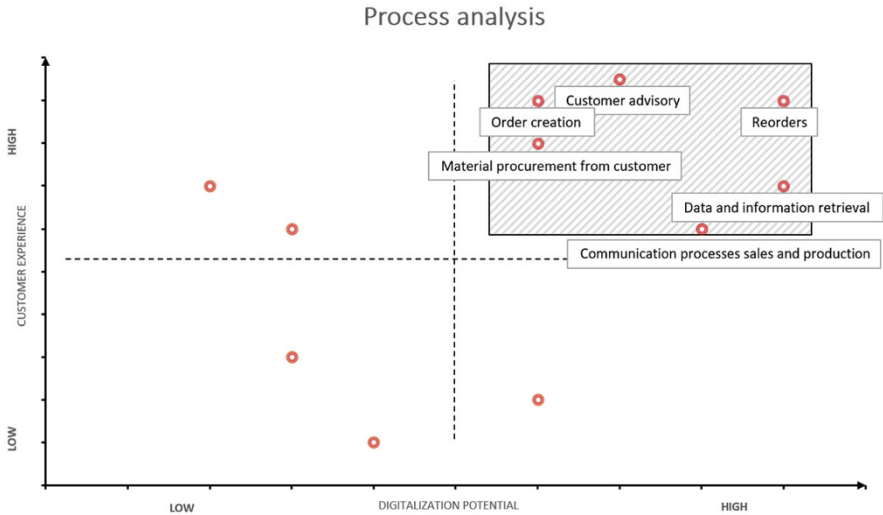 Process analysis
Customer advisory
Order creation
Reorders
Material procurement from customer
Data and information retrieval
Communication processes sales and production
HIGH
CUSTOMER EXPERIENCE
LOW
LOW
DIGITALIZATION POTENTIAL
HIGH